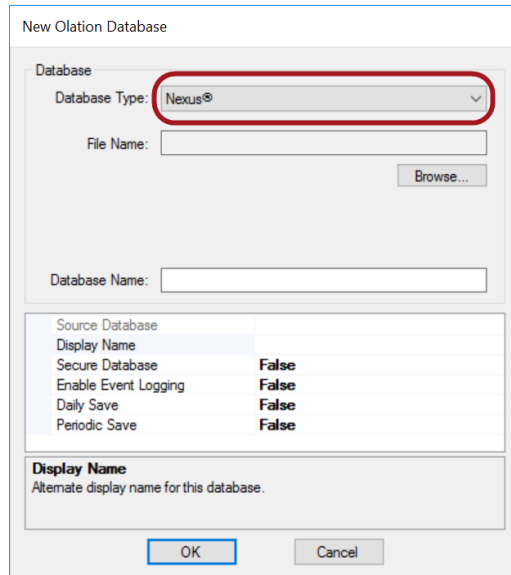 New Olation Database
Database
Database Type: Nexus®
File Name:
Browse...
Database Name:
Source Database
Display Name
Secure Database False
Enable Event Logging False
Daily Save False
Periodic Save False
Display Name
Alternate display name for this database.
OK Cancel